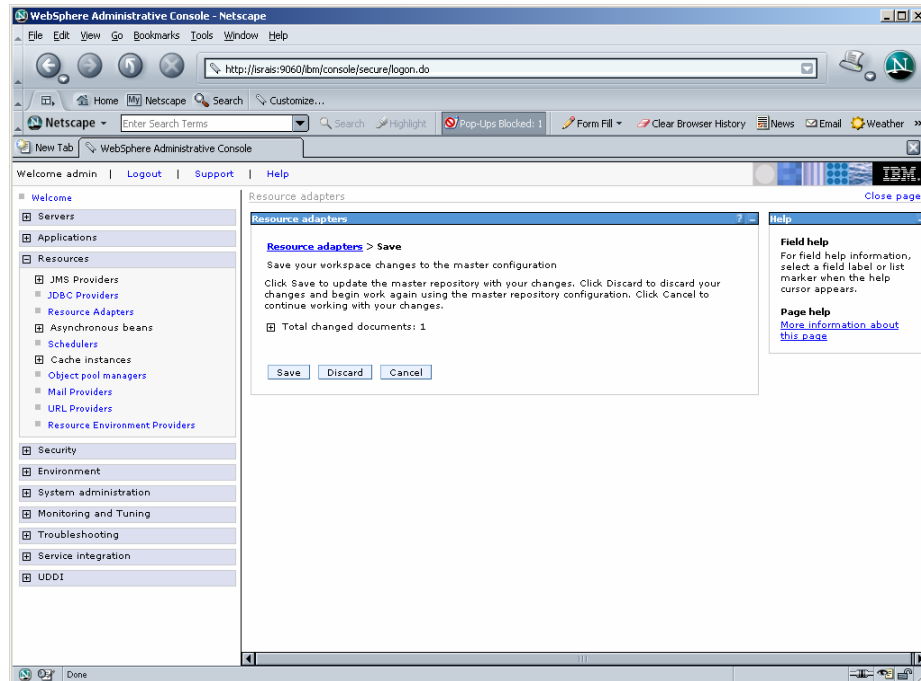 WebSphere Administrative Console - Netscape
File Edit View Go Bookmarks Tools Window Help
http://israis:9060/ibm/console/secure/logon.do
Home My Netscape Search Customize...
Netscape Enter Search Terms Search Highlight Pop-Ups Blocked: 1 Form Fill Clear Browser History News Email Weather »
New Tab WebSphere Administrative Console
Welcome admin | Logout | Support | Help IBM.
Welcome
Servers
Applications
Resources
JMS Providers
JDBC Providers
Resource Adapters
Asynchronous beans
Schedulers
Cache instances
Object pool managers
Mail Providers
URL Providers
Resource Environment Providers
Security
Environment
System administration
Monitoring and Tuning
Troubleshooting
Service integration
UDDI
Resource adapters Close page
Resource adapters ? -
Resource adapters > Save
Save your workspace changes to the master configuration
Click Save to update the master repository with your changes. Click Discard to discard your
changes and begin work again using the master repository configuration. Click Cancel to
continue working with your changes.
Total changed documents: 1
Save Discard Cancel
Help
Field help
For field help information,
select a field label or list
marker when the help
cursor appears.
Page help
More information about
this page
Done